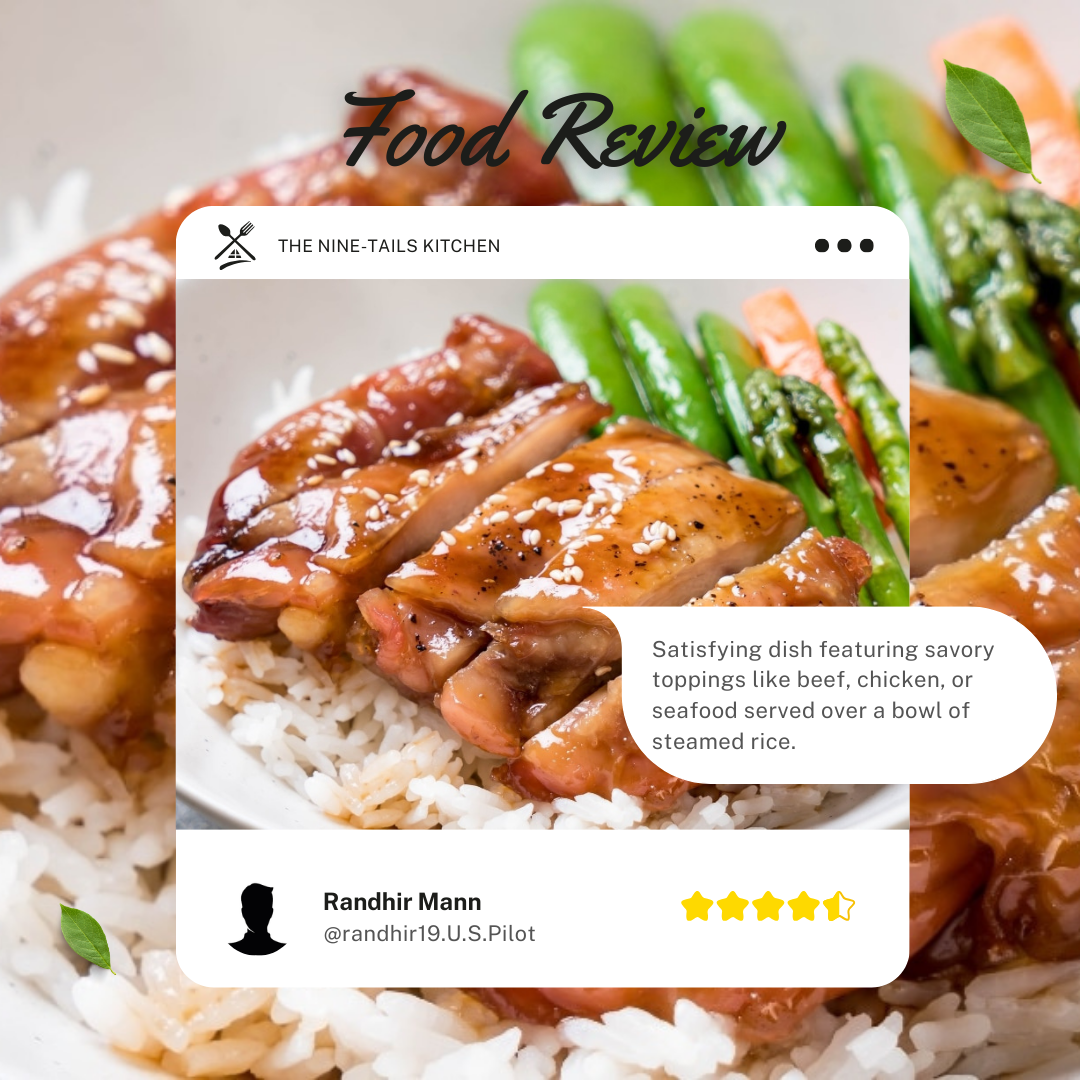 Food Review
THE NINE-TAILS KITCHEN
Satisfying dish featuring savory
toppings like beef, chicken, or
seafood served over a bowl of
steamed rice.
Randhir Mann
@randhir19.U.S.Pilot